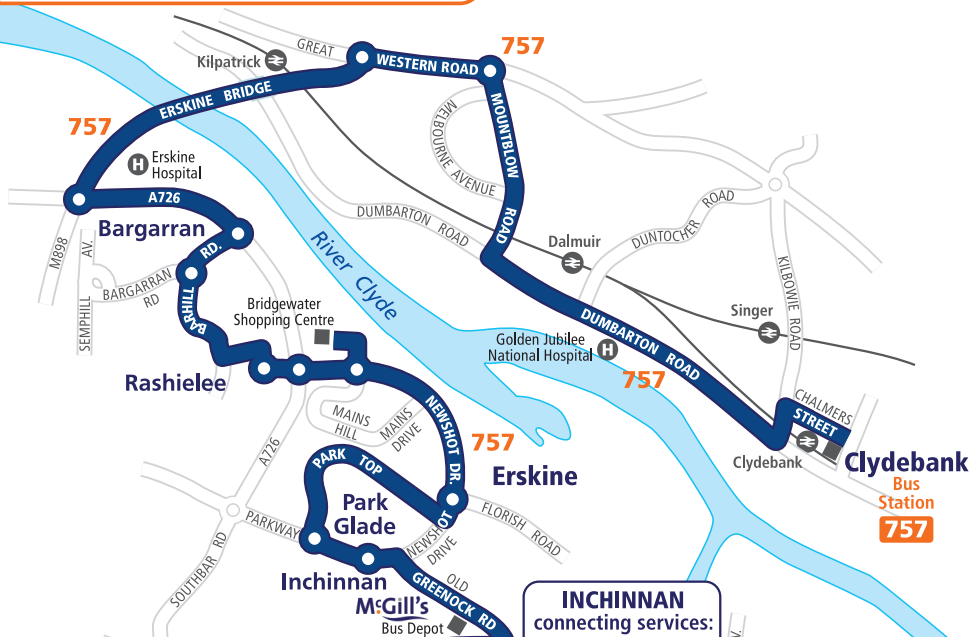 757
GREAT
Kilpatrick
WESTERN ROAD
ERSKINE BRIDGE
757
MELBOURNE AVENUE
MOUNTBLOW
ROAD
Erskine
Hospital
A726
Bargarran
DUMBARTON ROAD
DUNTOCHER ROAD
Dalmuir
M898
SEMPHILL AV.
BARGARRAN
RD
BARHILL
RD.
River Clyde
KILBOWIE ROAD
Bridgewater
Shopping Centre
Singer
Golden Jubilee
National Hospital
H
H
DUMBARTON ROAD
757
Rashielee
MAINS
HILL
MAINS
DRIVE
NEWSHOT DR.
CHALMERS
STREET
A726
757
Erskine
Clydebank
Clydebank
Bus
Station
757
PARK TOP
Park
Glade
PARKWAY
NEWSHOT
DRIVE
FLORISH
ROAD
SOUTHBAR RD
Inchinnan
OLD
GREENOCK RD
McGill's
Bus Depot
INCHINNAN
connecting services: